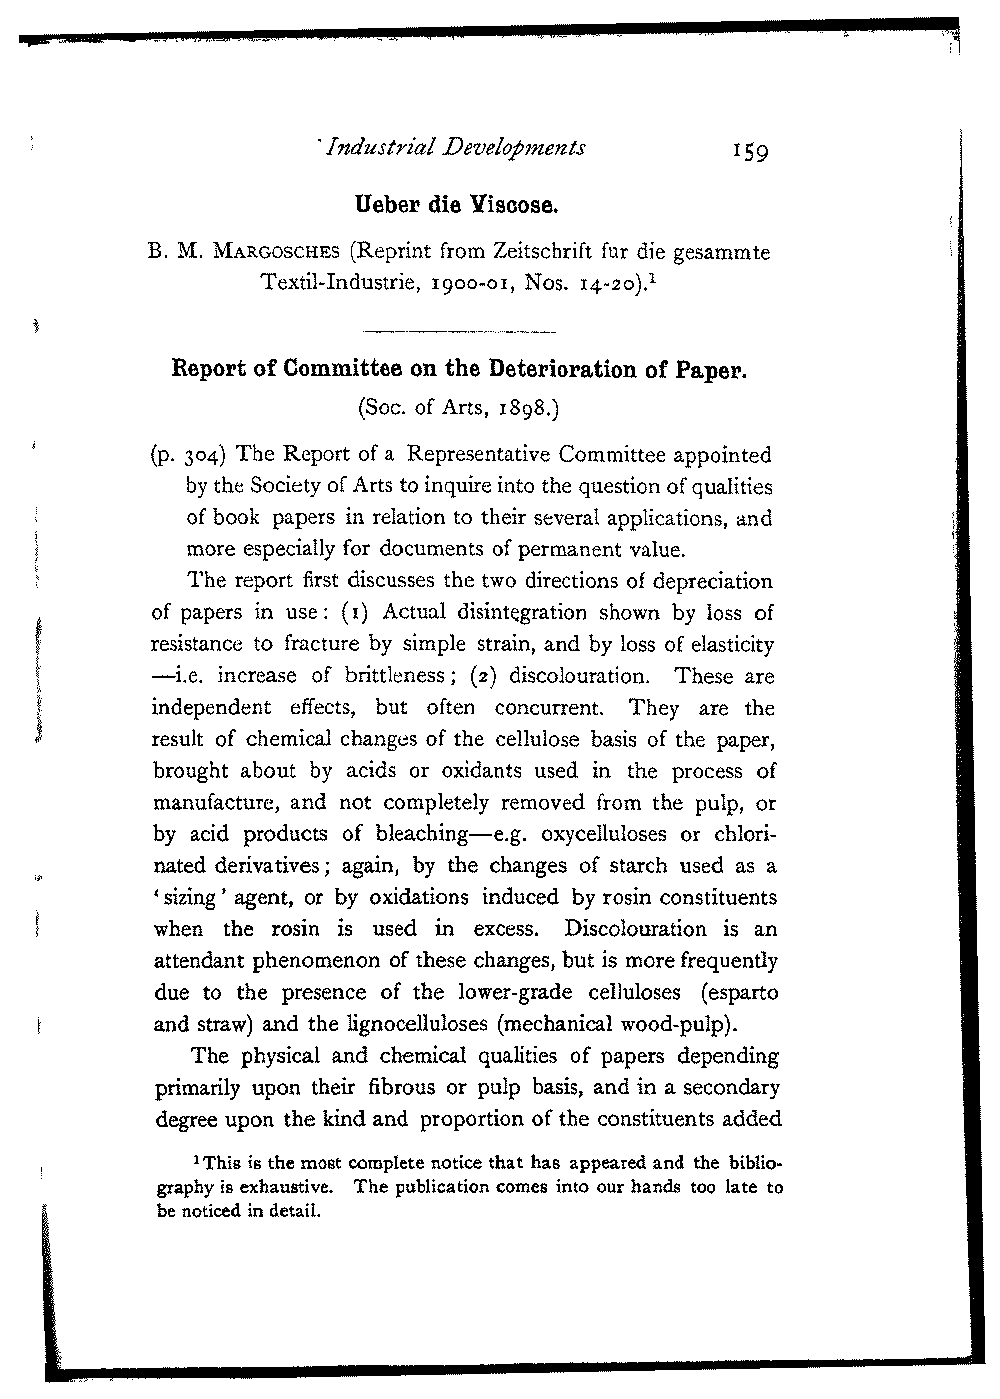 Industrial Developments 159
Ueber die Viscose.
B. M. MARGOSCHES (Reprint from Zeitschrift fur die gesammte
Textil-Industrie, 1900-01, Nos. 14-20).¹
Report of Committee on the Deterioration of Paper.
(Soc. of Arts, 1898.)
(p. 304) The Report of a Representative Committee appointed
by the Society of Arts to inquire into the question of qualities
of book papers in relation to their several applications, and
more especially for documents of permanent value.
The report first discusses the two directions of depreciation
of papers in use: (1) Actual disintegration shown by loss of
resistance to fracture by simple strain, and by loss of elasticity
—i.e. increase of brittleness; (2) discolouration. These are
independent effects, but often concurrent. They are the
result of chemical changes of the cellulose basis of the paper,
brought about by acids or oxidants used in the process of
manufacture, and not completely removed from the pulp, or
by acid products of bleaching—e.g. oxycelluloses or chlori-
nated derivatives; again, by the changes of starch used as a
‘sizing’ agent, or by oxidations induced by rosin constituents
when the rosin is used in excess. Discolouration is an
attendant phenomenon of these changes, but is more frequently
due to the presence of the lower-grade celluloses (esparto
and straw) and the lignocelluloses (mechanical wood-pulp).
The physical and chemical qualities of papers depending
primarily upon their fibrous or pulp basis, and in a secondary
degree upon the kind and proportion of the constituents added
¹ This is the most complete notice that has appeared and the biblio-
graphy is exhaustive. The publication comes into our hands too late to
be noticed in detail.